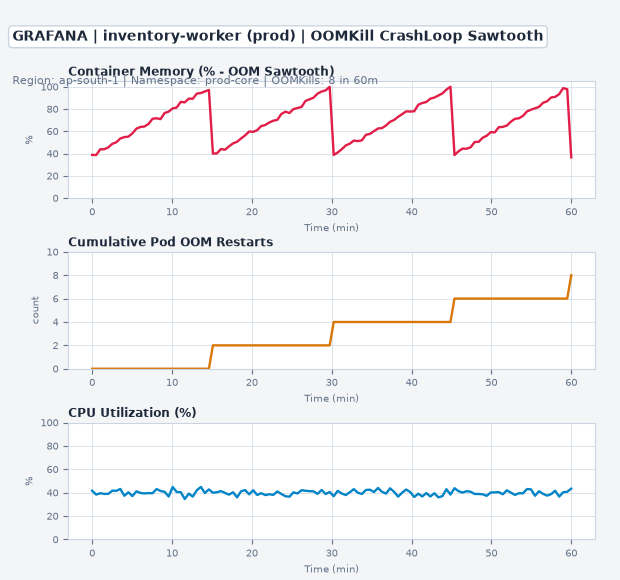 GRAFANA | inventory-worker (prod) | OOMKill CrashLoop Sawtooth
Container Memory (% - OOM Sawtooth)
Region: ap-south-1 | Namespace: prod-core | OOMKills: 8 in 60m
100
80
60
40
20
0
%
0 10 20 30 40 50 60
Time (min)
Cumulative Pod OOM Restarts
10
8
6
4
2
0
count
0 10 20 30 40 50 60
Time (min)
CPU Utilization (%)
100
80
60
40
20
0
%
0 10 20 30 40 50 60
Time (min)